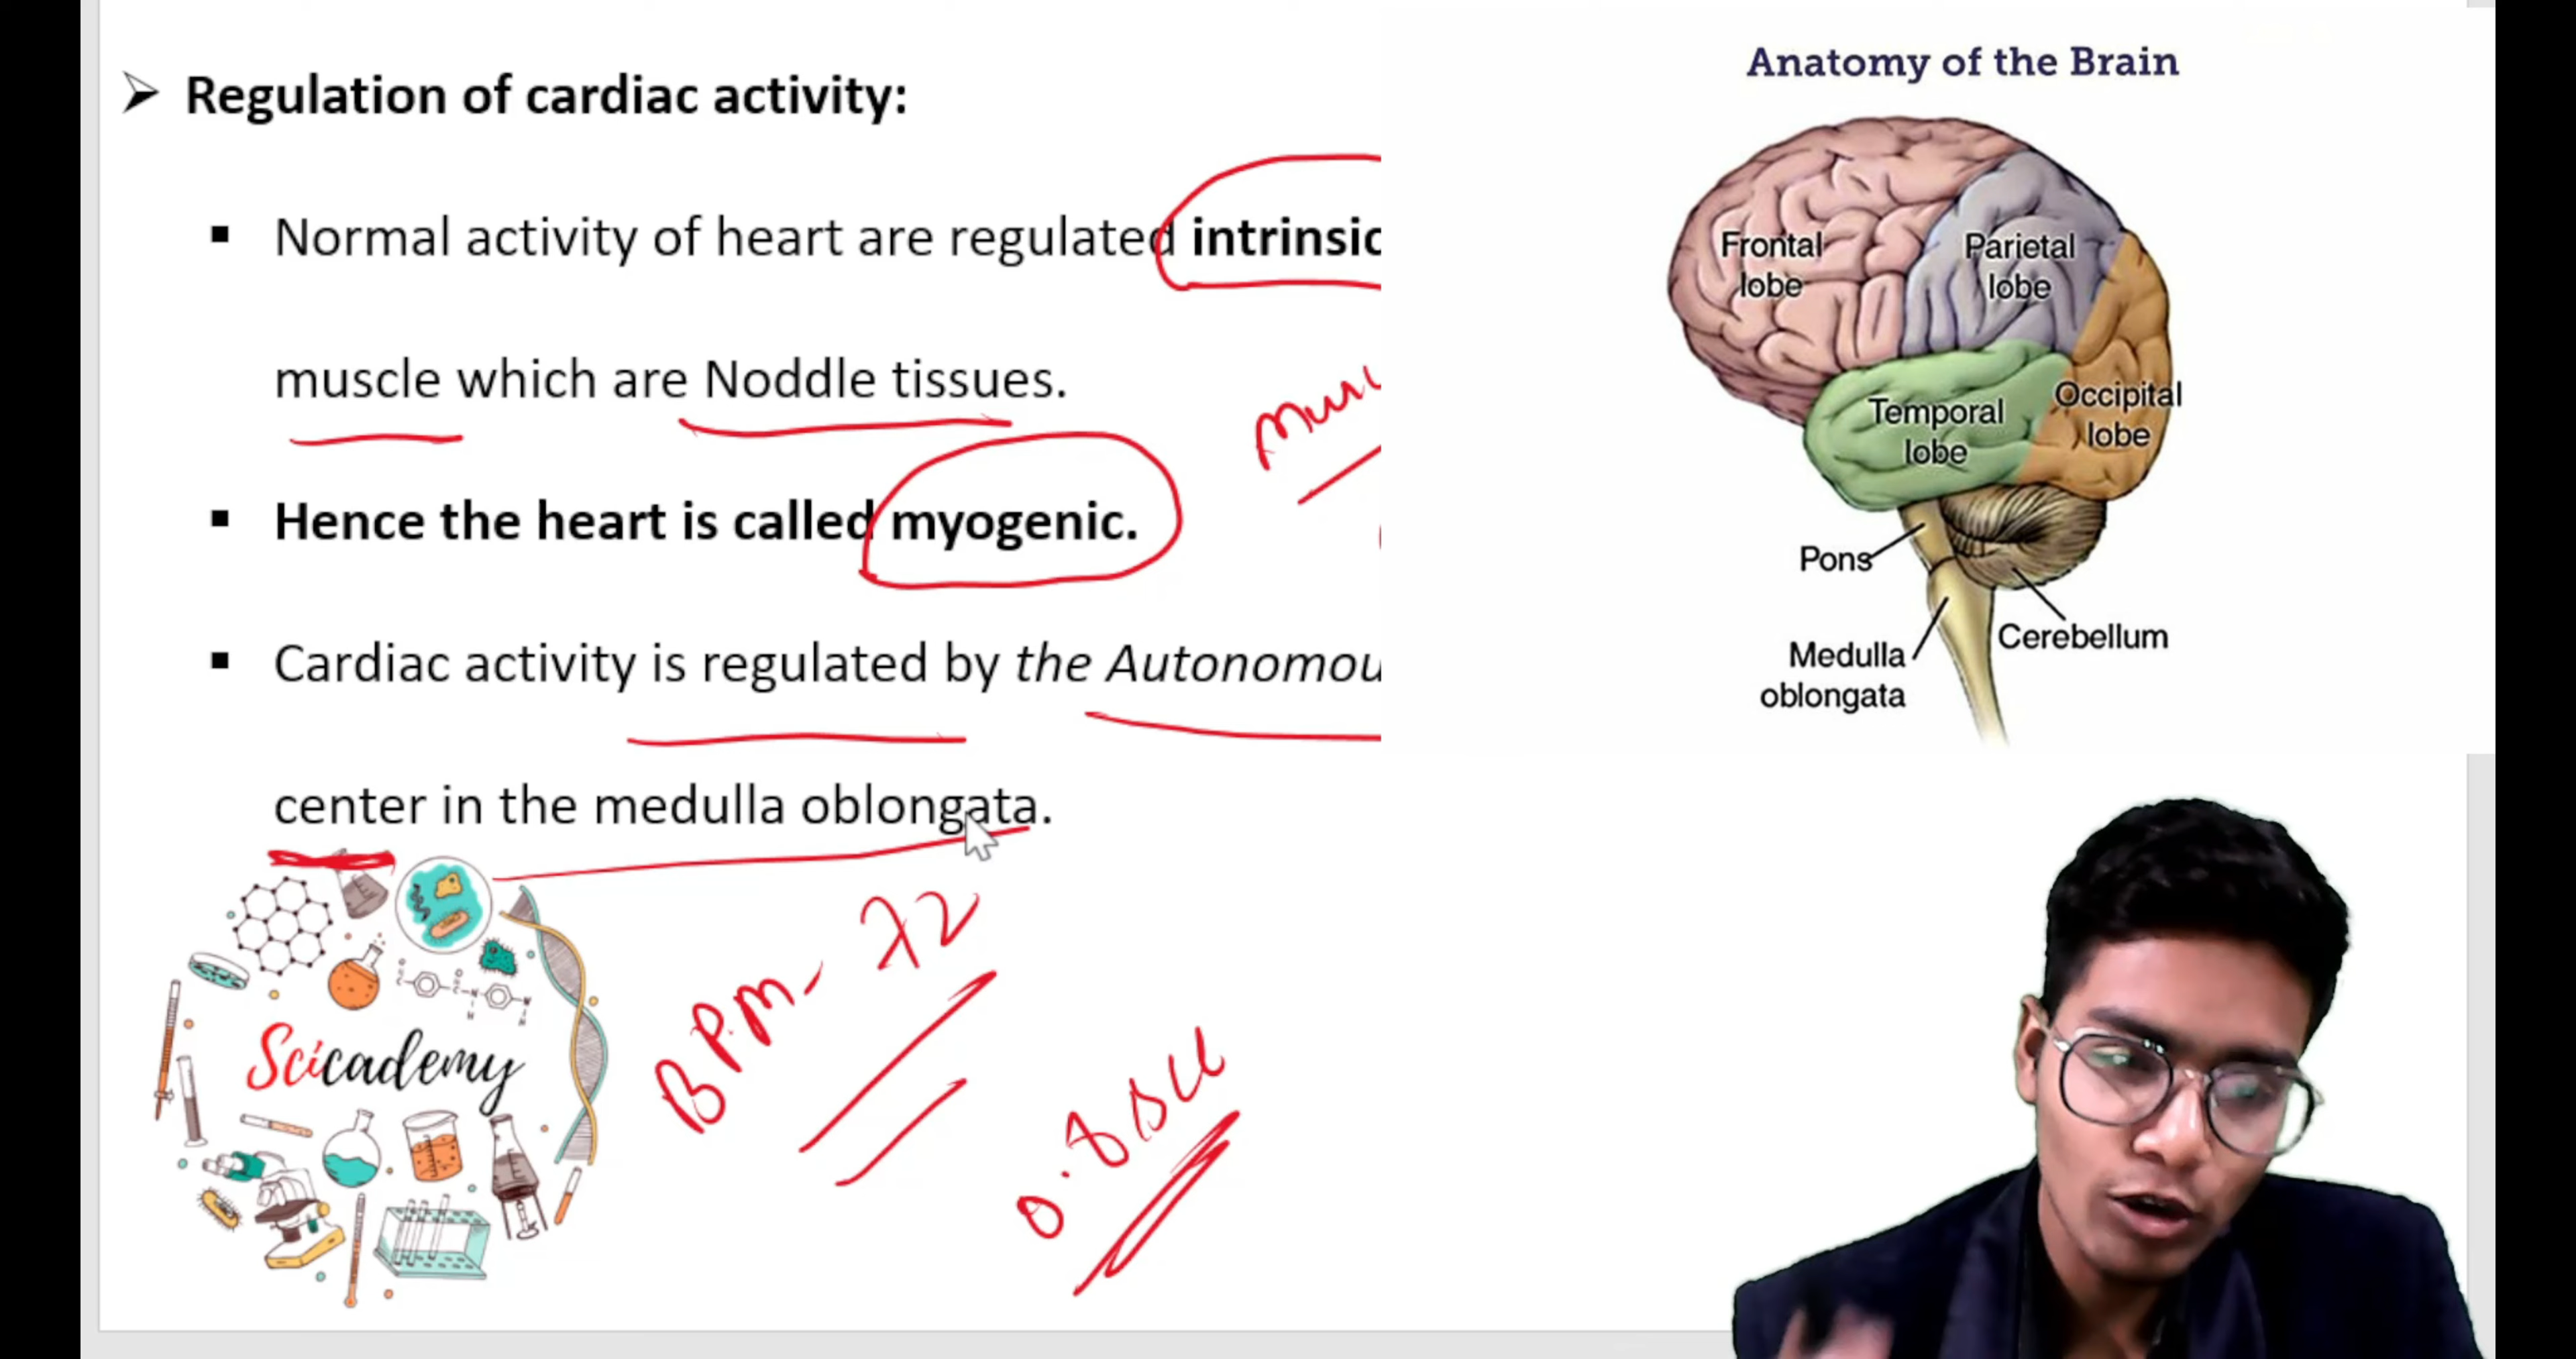 Regulation of cardiac activity:
Normal activity of heart are regulated intrinsic
muscle which are Noddle tissues.
Hence the heart is called myogenic.
Cardiac activity is regulated by the Autonomou
center in the medulla oblongata.
BPM- 72
0.8 sec
Scicademy
Anatomy of the Brain
Frontal
lobe
Parietal
lobe
Temporal
lobe
Occipital
lobe
Pons
Medulla
oblongata
Cerebellum